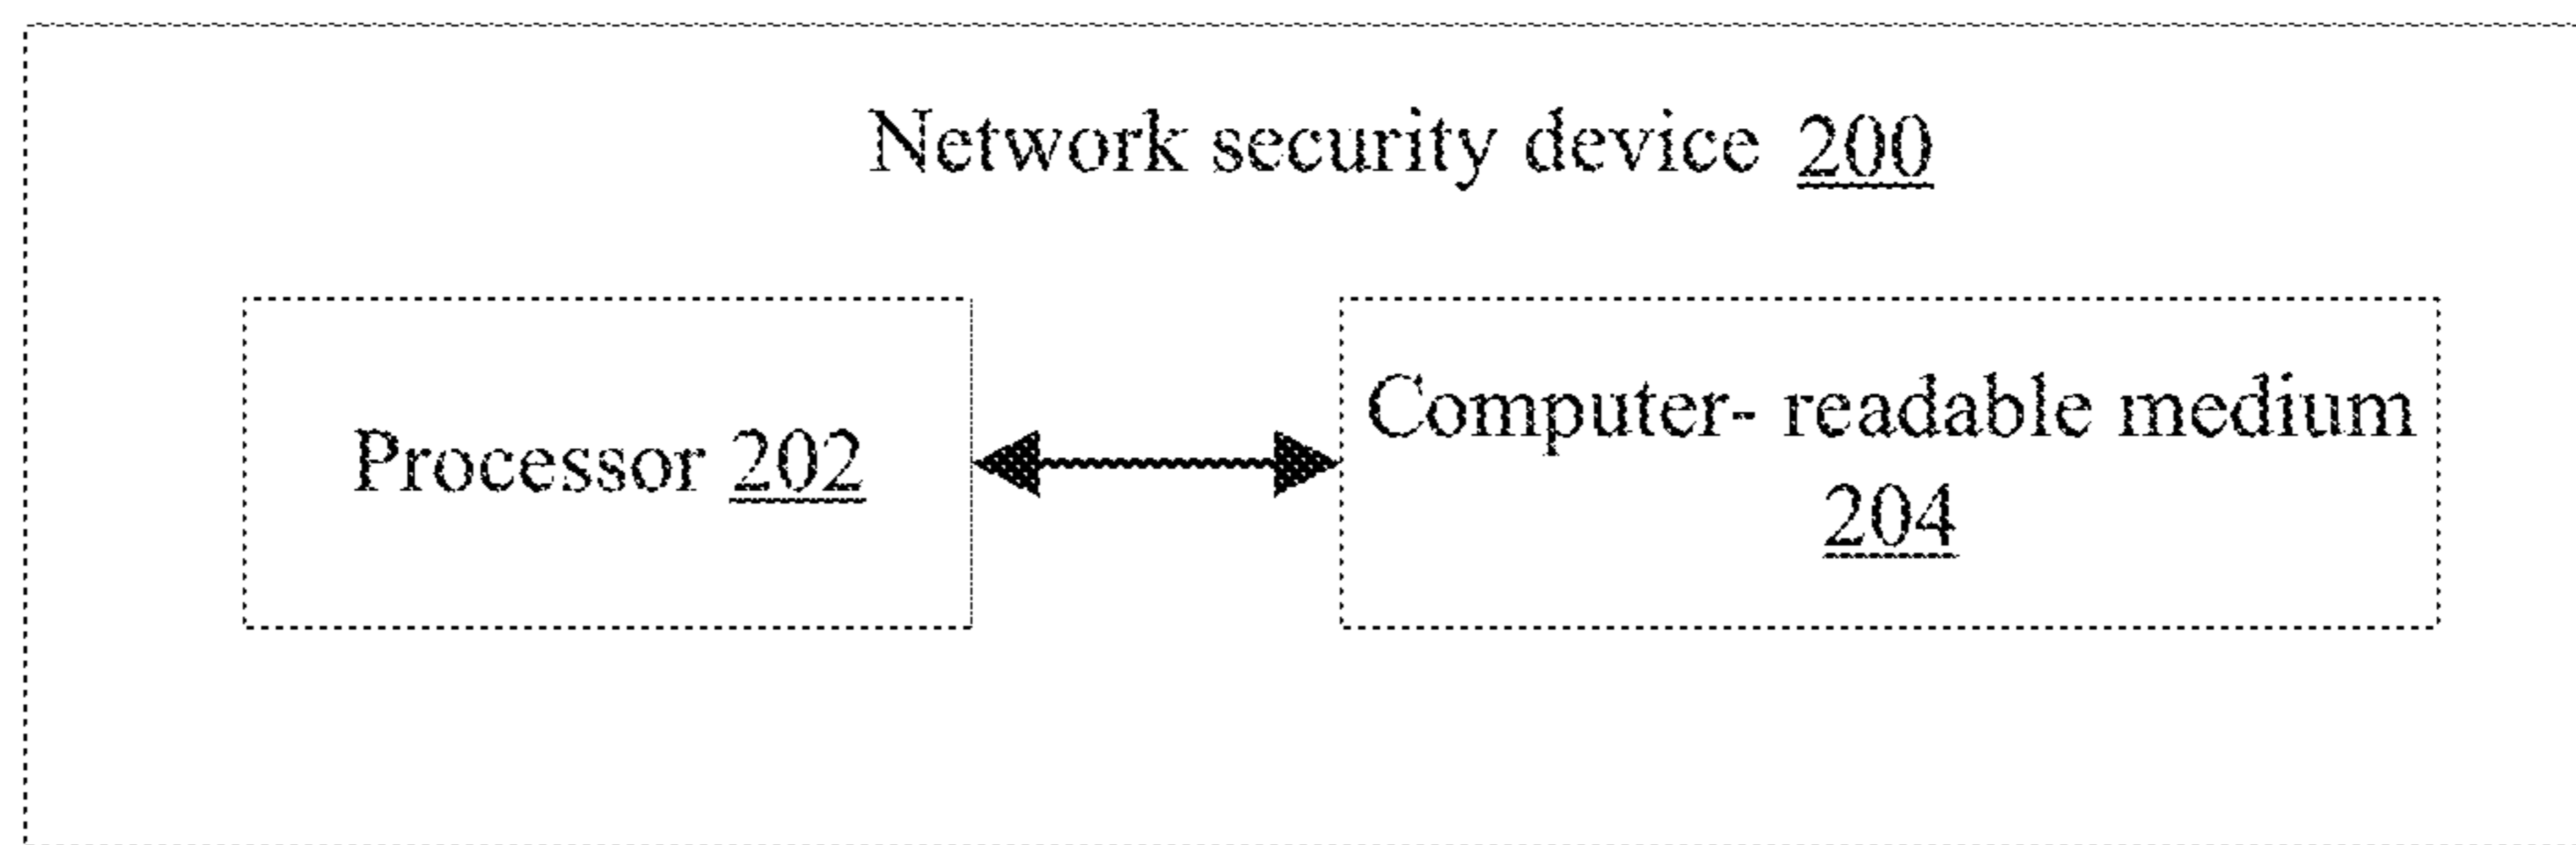 Network security device 200
Processor 202
Computer- readable medium
204